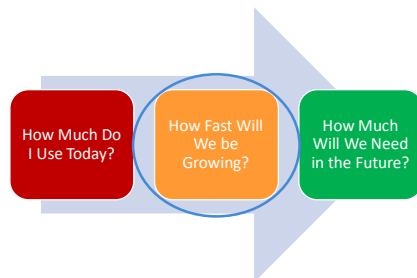 How Much Do
I Use Today?
How Fast Will
We be
Growing?
How Much
Will We Need
in the Future?